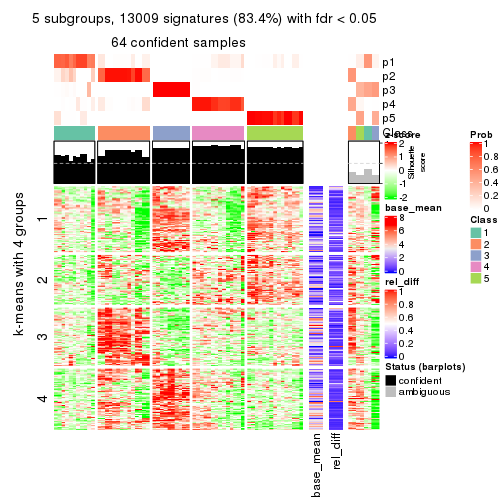 5 subgroups, 13009 signatures (83.4%) with fdr < 0.05
64 confident samples
p1
p2
p3
p4
p5
Class
Silhouette
score
k-means with 4 groups
1
2
3
4
base_mean
rel_diff
z-score
2
1
0
-1
-2
base_mean
8
6
4
2
0
rel_diff
1
0.8
0.6
0.4
0.2
0
Status (barplots)
confident
ambiguous
Prob
1
0.8
0.6
0.4
0.2
0
Class
1
2
3
4
5